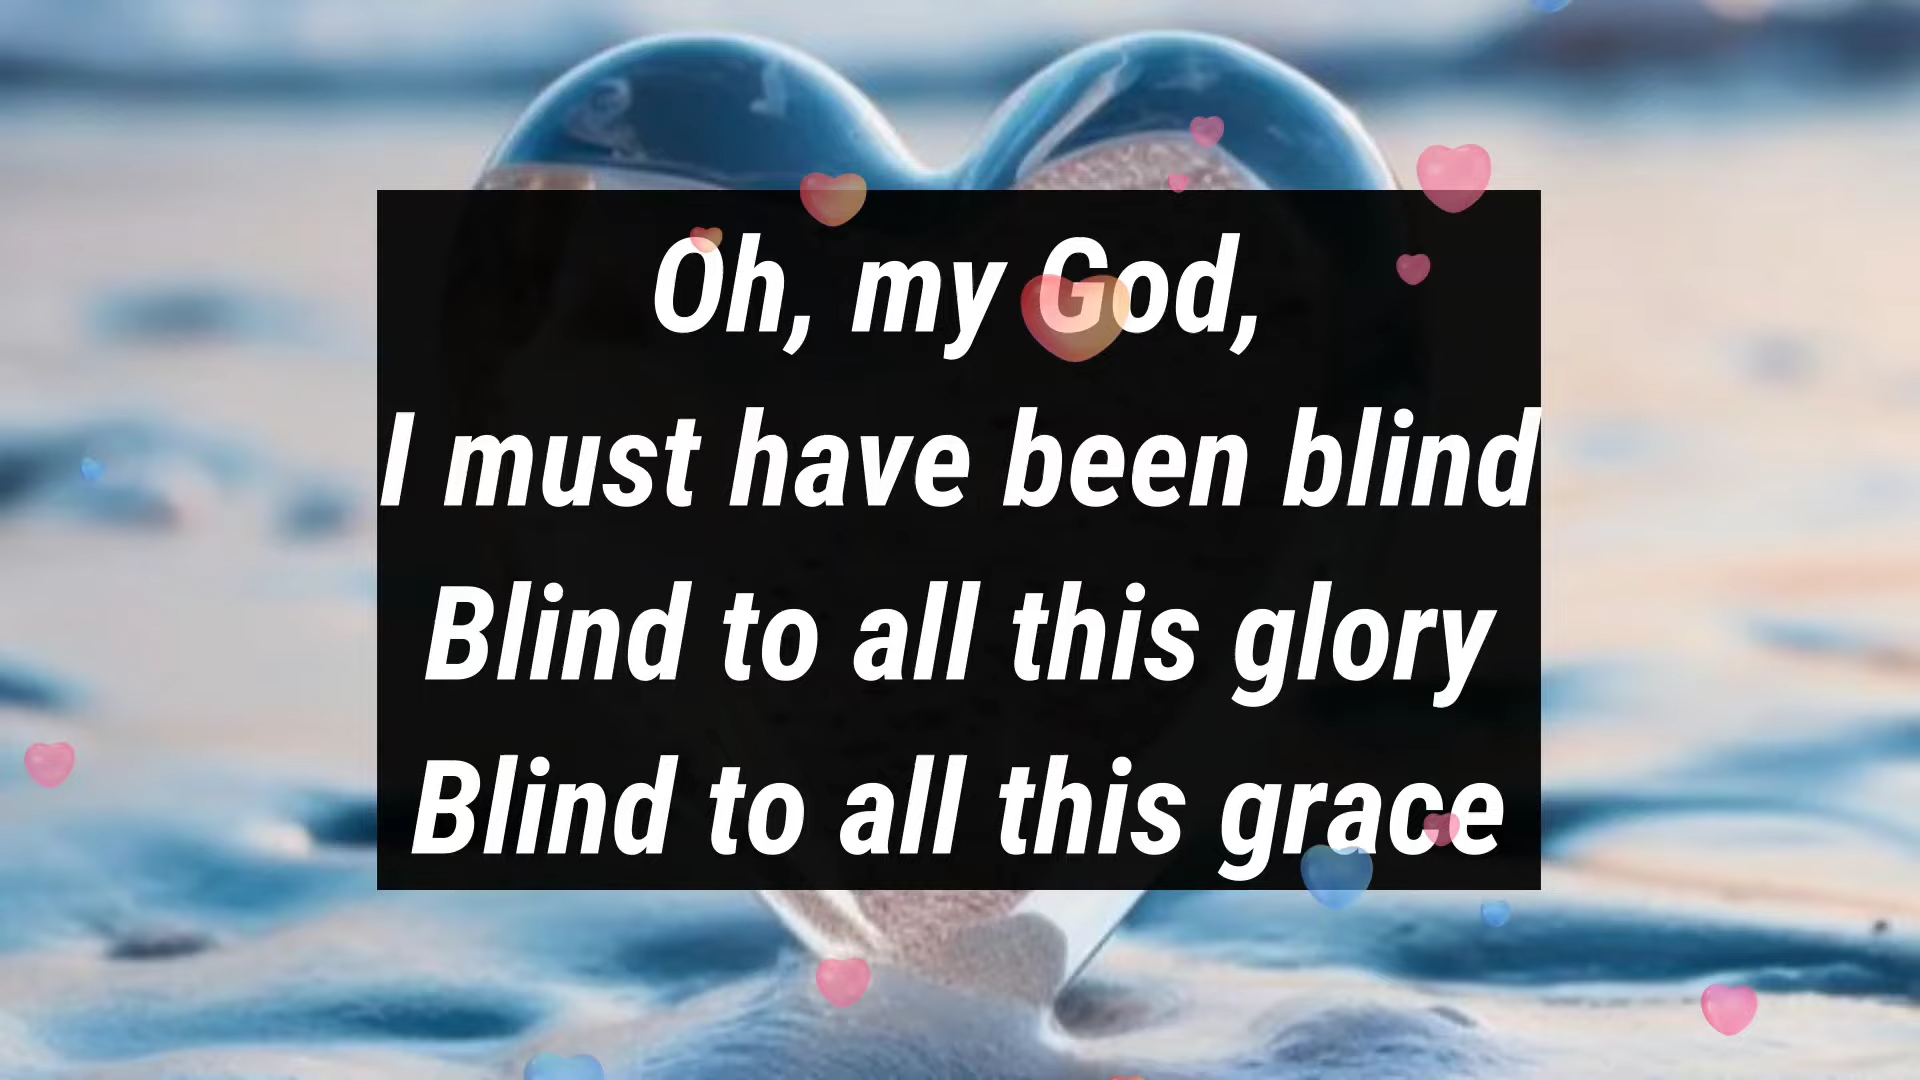 Oh, my God,
I must have been blind
Blind to all this glory
Blind to all this grace